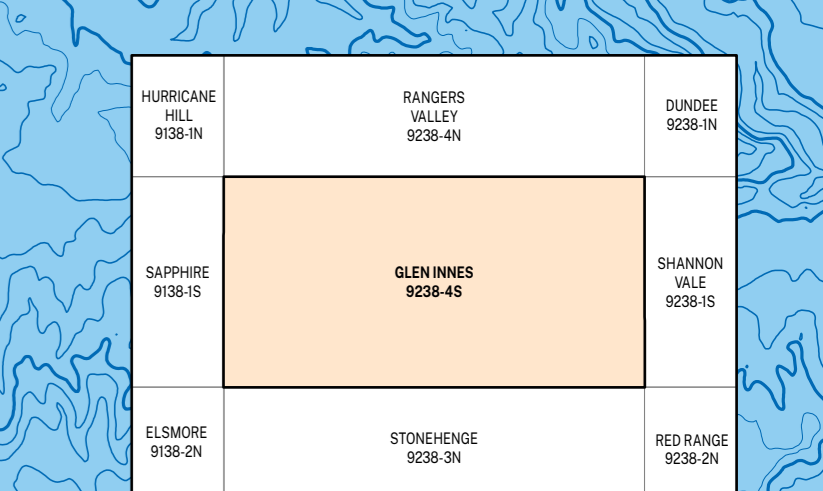 HURRICANE
HILL
9138-1N
RANGERS
VALLEY
9238-4N
DUNDEE
9238-1N
SAPPHIRE
9138-1S
GLEN INNES
9238-4S
SHANNON
VALE
9238-1S
ELSMORE
9138-2N
STONEHENGE
9238-3N
RED RANGE
9238-2N